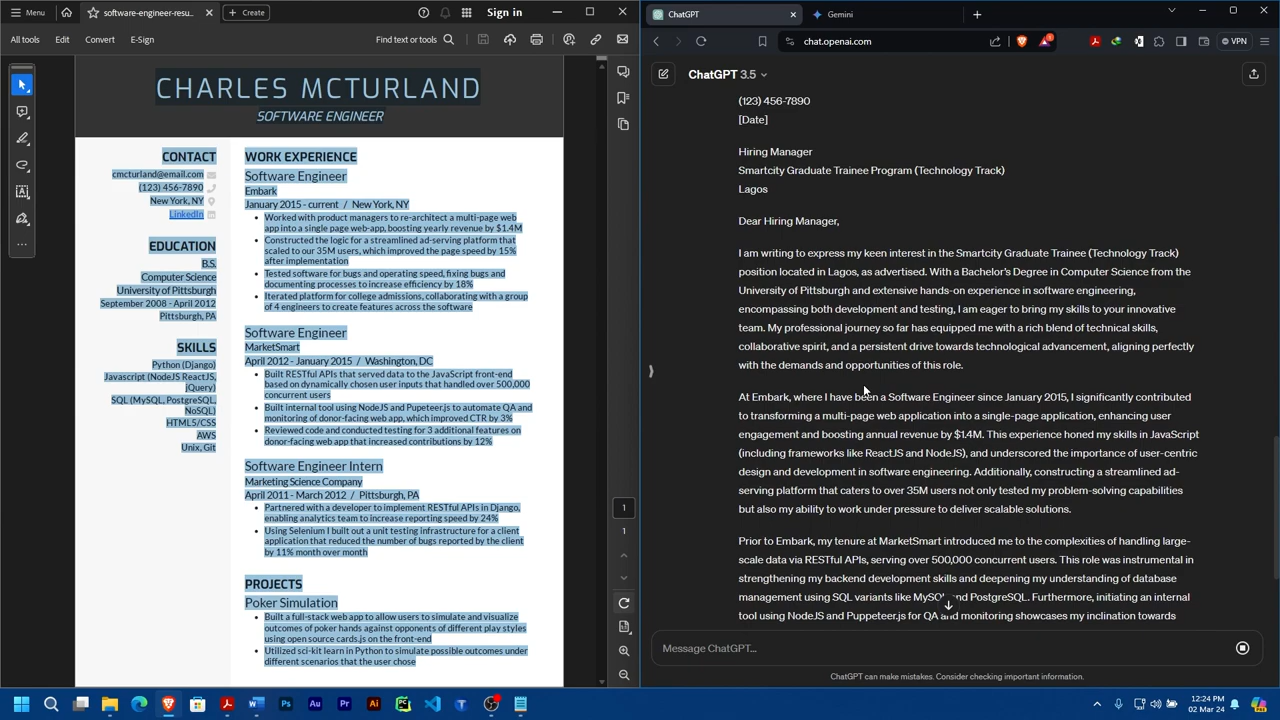 Menu
software-engineer-resu...
Create
Sign in
All tools
Edit
Convert
E-Sign
Find text or tools
CHARLES MCTURLAND
SOFTWARE ENGINEER
CONTACT
cmcturland@email.com
(123) 456-7890
New York, NY
LinkedIn
EDUCATION
B.S.
Computer Science
University of Pittsburgh
September 2008 - April 2012
Pittsburgh, PA
SKILLS
Python (Django)
Javascript (NodeJS ReactJS,
jQuery)
SQL (MySQL, PostgreSQL,
NoSQL)
HTML5/CSS
AWS
Unix, Git
WORK EXPERIENCE
Software Engineer
Embark
January 2015 - current / New York, NY
• Worked with product managers to re-architect a multi-page web
app into a single page web-app, boosting yearly revenue by $1.4M
• Constructed the logic for a streamlined ad-serving platform that
scaled to our 35M users, which improved the page speed by 15%
after implementation
• Tested software for bugs and operating speed, fixing bugs and
documenting processes to increase efficiency by 18%
• Iterated platform for college admissions, collaborating with a group
of 4 engineers to create features across the software
Software Engineer
MarketSmart
April 2012 - January 2015 / Washington, DC
• Built RESTful APIs that served data to the JavaScript front-end
based on dynamically chosen user inputs that handled over 500,000
concurrent users
• Built internal tool using NodeJS and Pupeteer.js to automate QA and
monitoring of donor-facing web app, which improved CTR by 3%
• Reviewed code and conducted testing for 3 additional features on
donor-facing web app that increased contributions by 12%
Software Engineer Intern
Marketing Science Company
April 2011 - March 2012 / Pittsburgh, PA
• Partnered with a developer to implement RESTful APIs in Django,
enabling analytics team to increase reporting speed by 24%
• Using Selenium I built out a unit testing infrastructure for a client
application that reduced the number of bugs reported by the client
by 11% month over month
PROJECTS
Poker Simulation
• Built a full-stack web app to allow users to simulate and visualize
outcomes of poker hands against opponents of different play styles
using open source cards.js on the front-end
• Utilized sci-kit learn in Python to simulate possible outcomes under
different scenarios that the user chose
1
1
ChatGPT
Gemini
chat.openai.com
VPN
ChatGPT 3.5
(123) 456-7890
[Date]
Hiring Manager
Smartcity Graduate Trainee Program (Technology Track)
Lagos
Dear Hiring Manager,
I am writing to express my keen interest in the Smartcity Graduate Trainee (Technology Track)
position located in Lagos, as advertised. With a Bachelor's Degree in Computer Science from the
University of Pittsburgh and extensive hands-on experience in software engineering,
encompassing both development and testing, I am eager to bring my skills to your innovative
team. My professional journey so far has equipped me with a rich blend of technical skills,
collaborative spirit, and a persistent drive towards technological advancement, aligning perfectly
with the demands and opportunities of this role.
At Embark, where I have been a Software Engineer since January 2015, I significantly contributed
to re-architecting a multi-page web application into a single-page application, enhancing user
engagement and boosting annual revenue by $1.4M. This experience honed my skills in JavaScript
(including frameworks like ReactJS and NodeJS), and underscored the importance of user-centric
design and development in software engineering. Additionally, constructing a streamlined ad-
serving platform that caters to over 35M users not only tested my problem-solving capabilities
but also my ability to work under pressure to deliver scalable solutions.
Prior to Embark, my tenure at MarketSmart introduced me to the complexities of handling large-
scale data via RESTful APIs, serving over 500,000 concurrent users. This role was instrumental in
strengthening my backend development skills and deepening my understanding of database
management using SQL variants like MySQL and PostgreSQL. Furthermore, initiating an internal
tool using NodeJS and Puppeteer.js for QA and monitoring showcases my inclination towards
Message ChatGPT...
ChatGPT can make mistakes. Consider checking important information.
12:24 PM
02 Mar 24